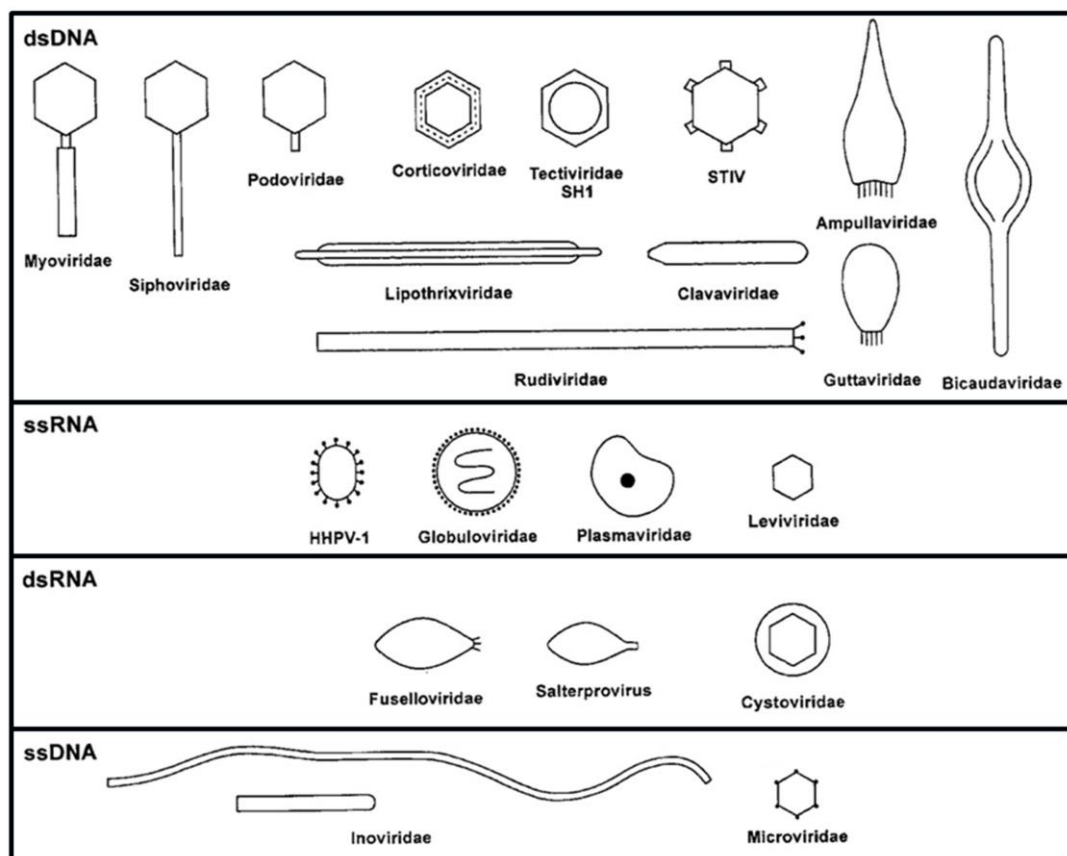 dsDNA
Myoviridae
Siphoviridae
Podoviridae
Corticoviridae
Tectiviridae
SH1
STIV
Ampullaviridae
Bicaudaviridae
Lipothrixviridae
Clavaviridae
Rudiviridae
Guttaviridae
ssRNA
HHPV-1
Globuloviridae
Plasmaviridae
Leviviridae
dsRNA
Fuselloviridae
Salterprovirus
Cystoviridae
ssDNA
Inoviridae
Microviridae